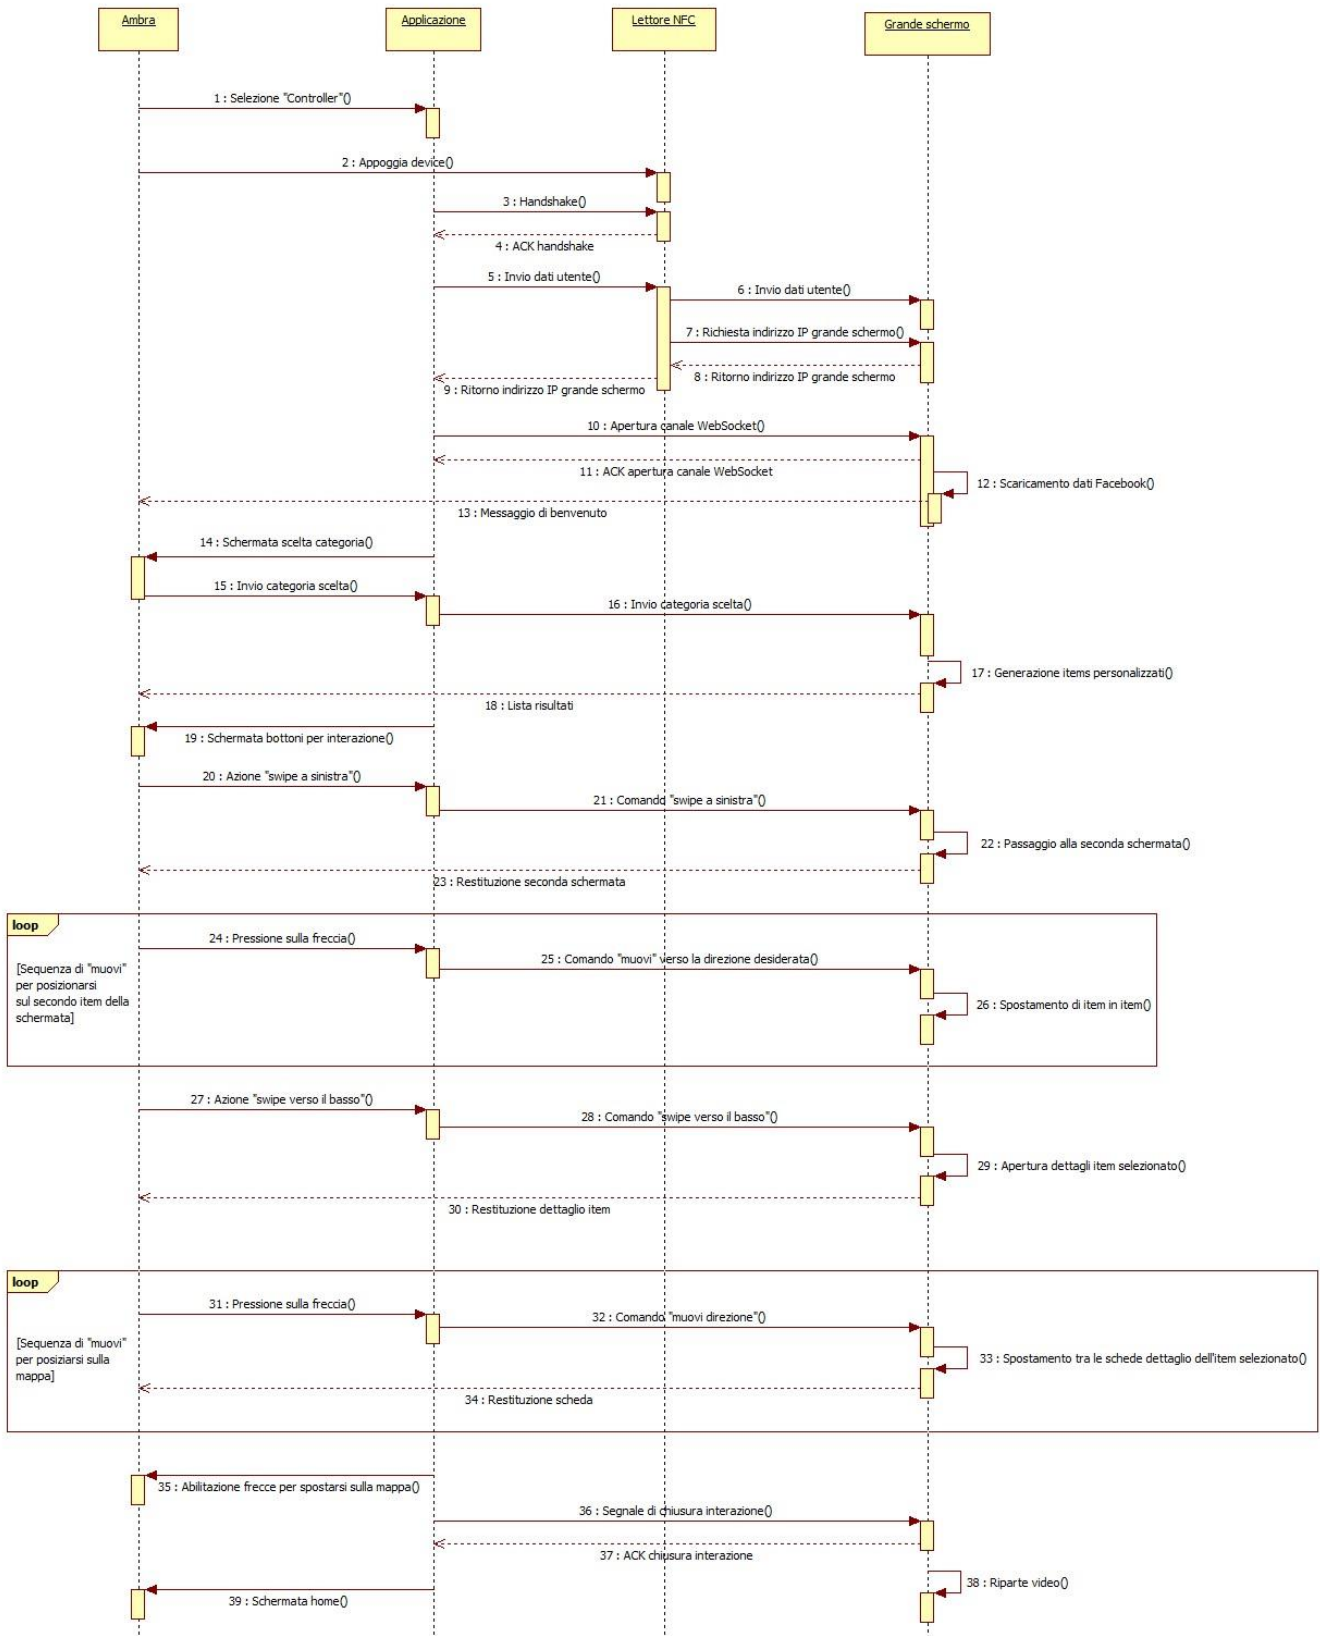 Ambra
Applicazione
Lettore NFC
Grande schermo
1 : Selezione "Controller"()
2 : Appoggia device()
3 : Handshake()
4 : ACK handshake
5 : Invio dati utente()
6 : Invio dati utente()
7 : Richiesta indirizzo IP grande schermo()
8 : Ritorno indirizzo IP grande schermo
9 : Ritorno indirizzo IP grande schermo
10 : Apertura canale WebSocket()
11 : ACK apertura canale WebSocket
12 : Scaricamento dati Facebook()
13 : Messaggio di benvenuto
14 : Schermata scelta categoria()
15 : Invio categoria scelta()
16 : Invio categoria scelta()
17 : Generazione items personalizzati()
18 : Lista risultati
19 : Schermata bottoni per interazione()
20 : Azione "swipe a sinistra"()
21 : Comando "swipe a sinistra"()
22 : Passaggio alla seconda schermata()
23 : Restituzione seconda schermata
loop
24 : Pressione sulla freccia()
25 : Comando "muovi" verso la direzione desiderata()
[Sequenza di "muovi"
per posizionarsi
sul secondo item della
schermata]
26 : Spostamento di item in item()
27 : Azione "swipe verso il basso"()
28 : Comando "swipe verso il basso"()
29 : Apertura dettagli item selezionato()
30 : Restituzione dettaglio item
loop
31 : Pressione sulla freccia()
32 : Comando "muovi direzione"()
[Sequenza di "muovi"
per posiziarsi sulla
mappa]
33 : Spostamento tra le schede dettaglio dell'item selezionato()
34 : Restituzione scheda
35 : Abilitazione frecce per spostarsi sulla mappa()
36 : Segnale di chiusura interazione()
37 : ACK chiusura interazione
38 : Riparte video()
39 : Schermata home()